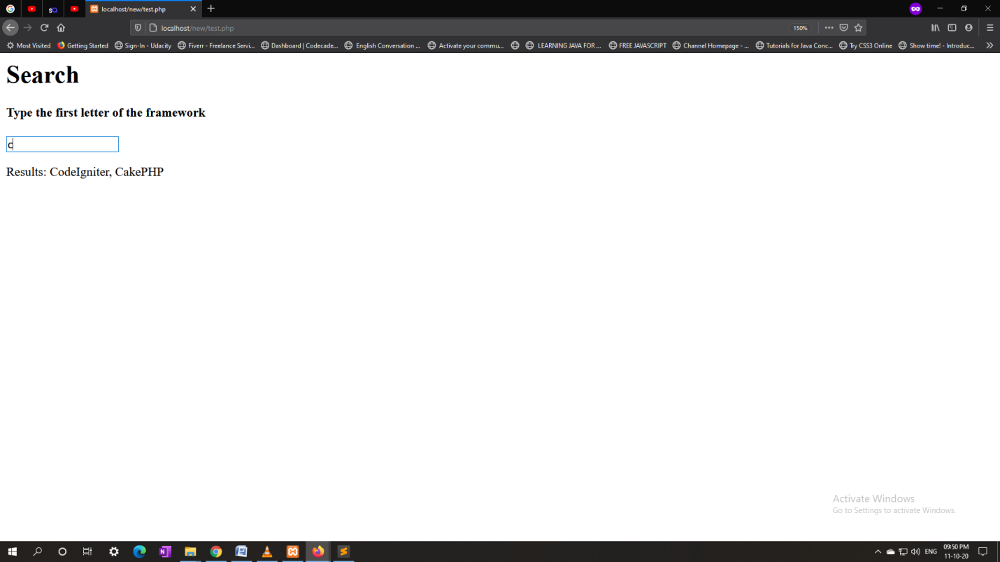 localhost/new/test.php
localhost/new/test.php
150%
Most Visited
Getting Started
Sign-In - Udacity
Fiverr - Freelance Servi...
Dashboard | Codecade...
English Conversation ...
Activate your commu...
LEARNING JAVA FOR ...
FREE JAVASCRIPT
Channel Homepage - ...
Tutorials for Java Conc...
Try CSS3 Online
Show time! - Introduc...
Search
Type the first letter of the framework
c
Results: CodeIgniter, CakePHP
Activate Windows
Go to Settings to activate Windows.
ENG
09:50 PM
11-10-20